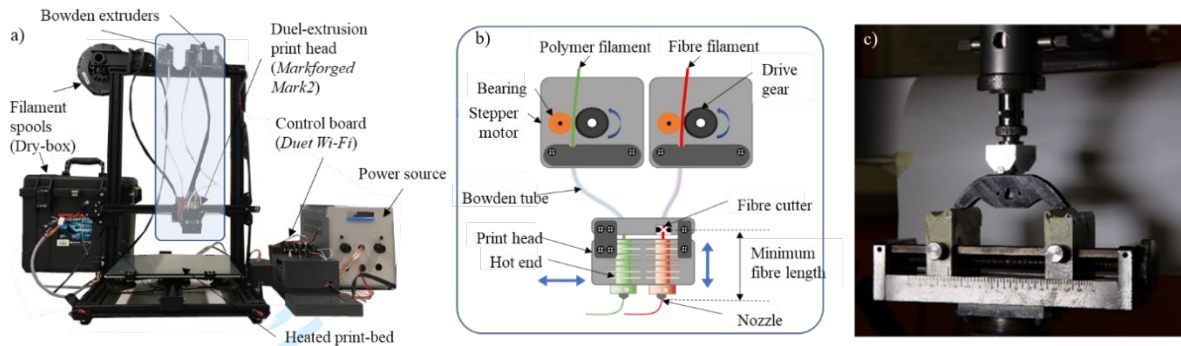 a)
Bowden extruders
Duel-extrusion
print head
(Markforged
Mark2)
Filament
spools
(Dry-box)
Control board
(Duet Wi-Fi)
Power source
Heated print-bed
b)
Polymer filament
Fibre filament
Bearing
Stepper
motor
Drive
gear
Bowden tube
Fibre cutter
Print head
Hot end
Minimum
fibre length
Nozzle
c)